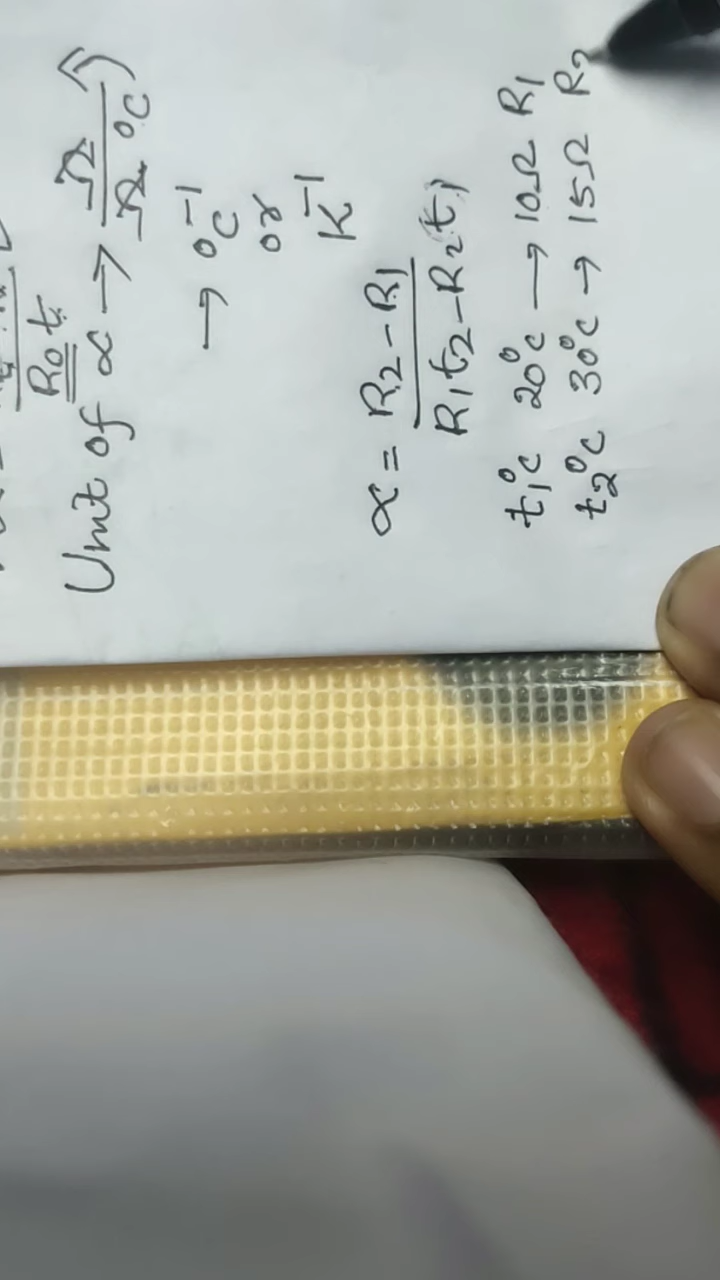 R₀t
Unit of α → Ω / Ω °C
→ °C⁻¹
or
K⁻¹
α = R₂ - R₁ / R₁t₂ - R₂t₁
t₁°C 20°C → 10Ω R₁
t₂°C 30°C → 15Ω R₂